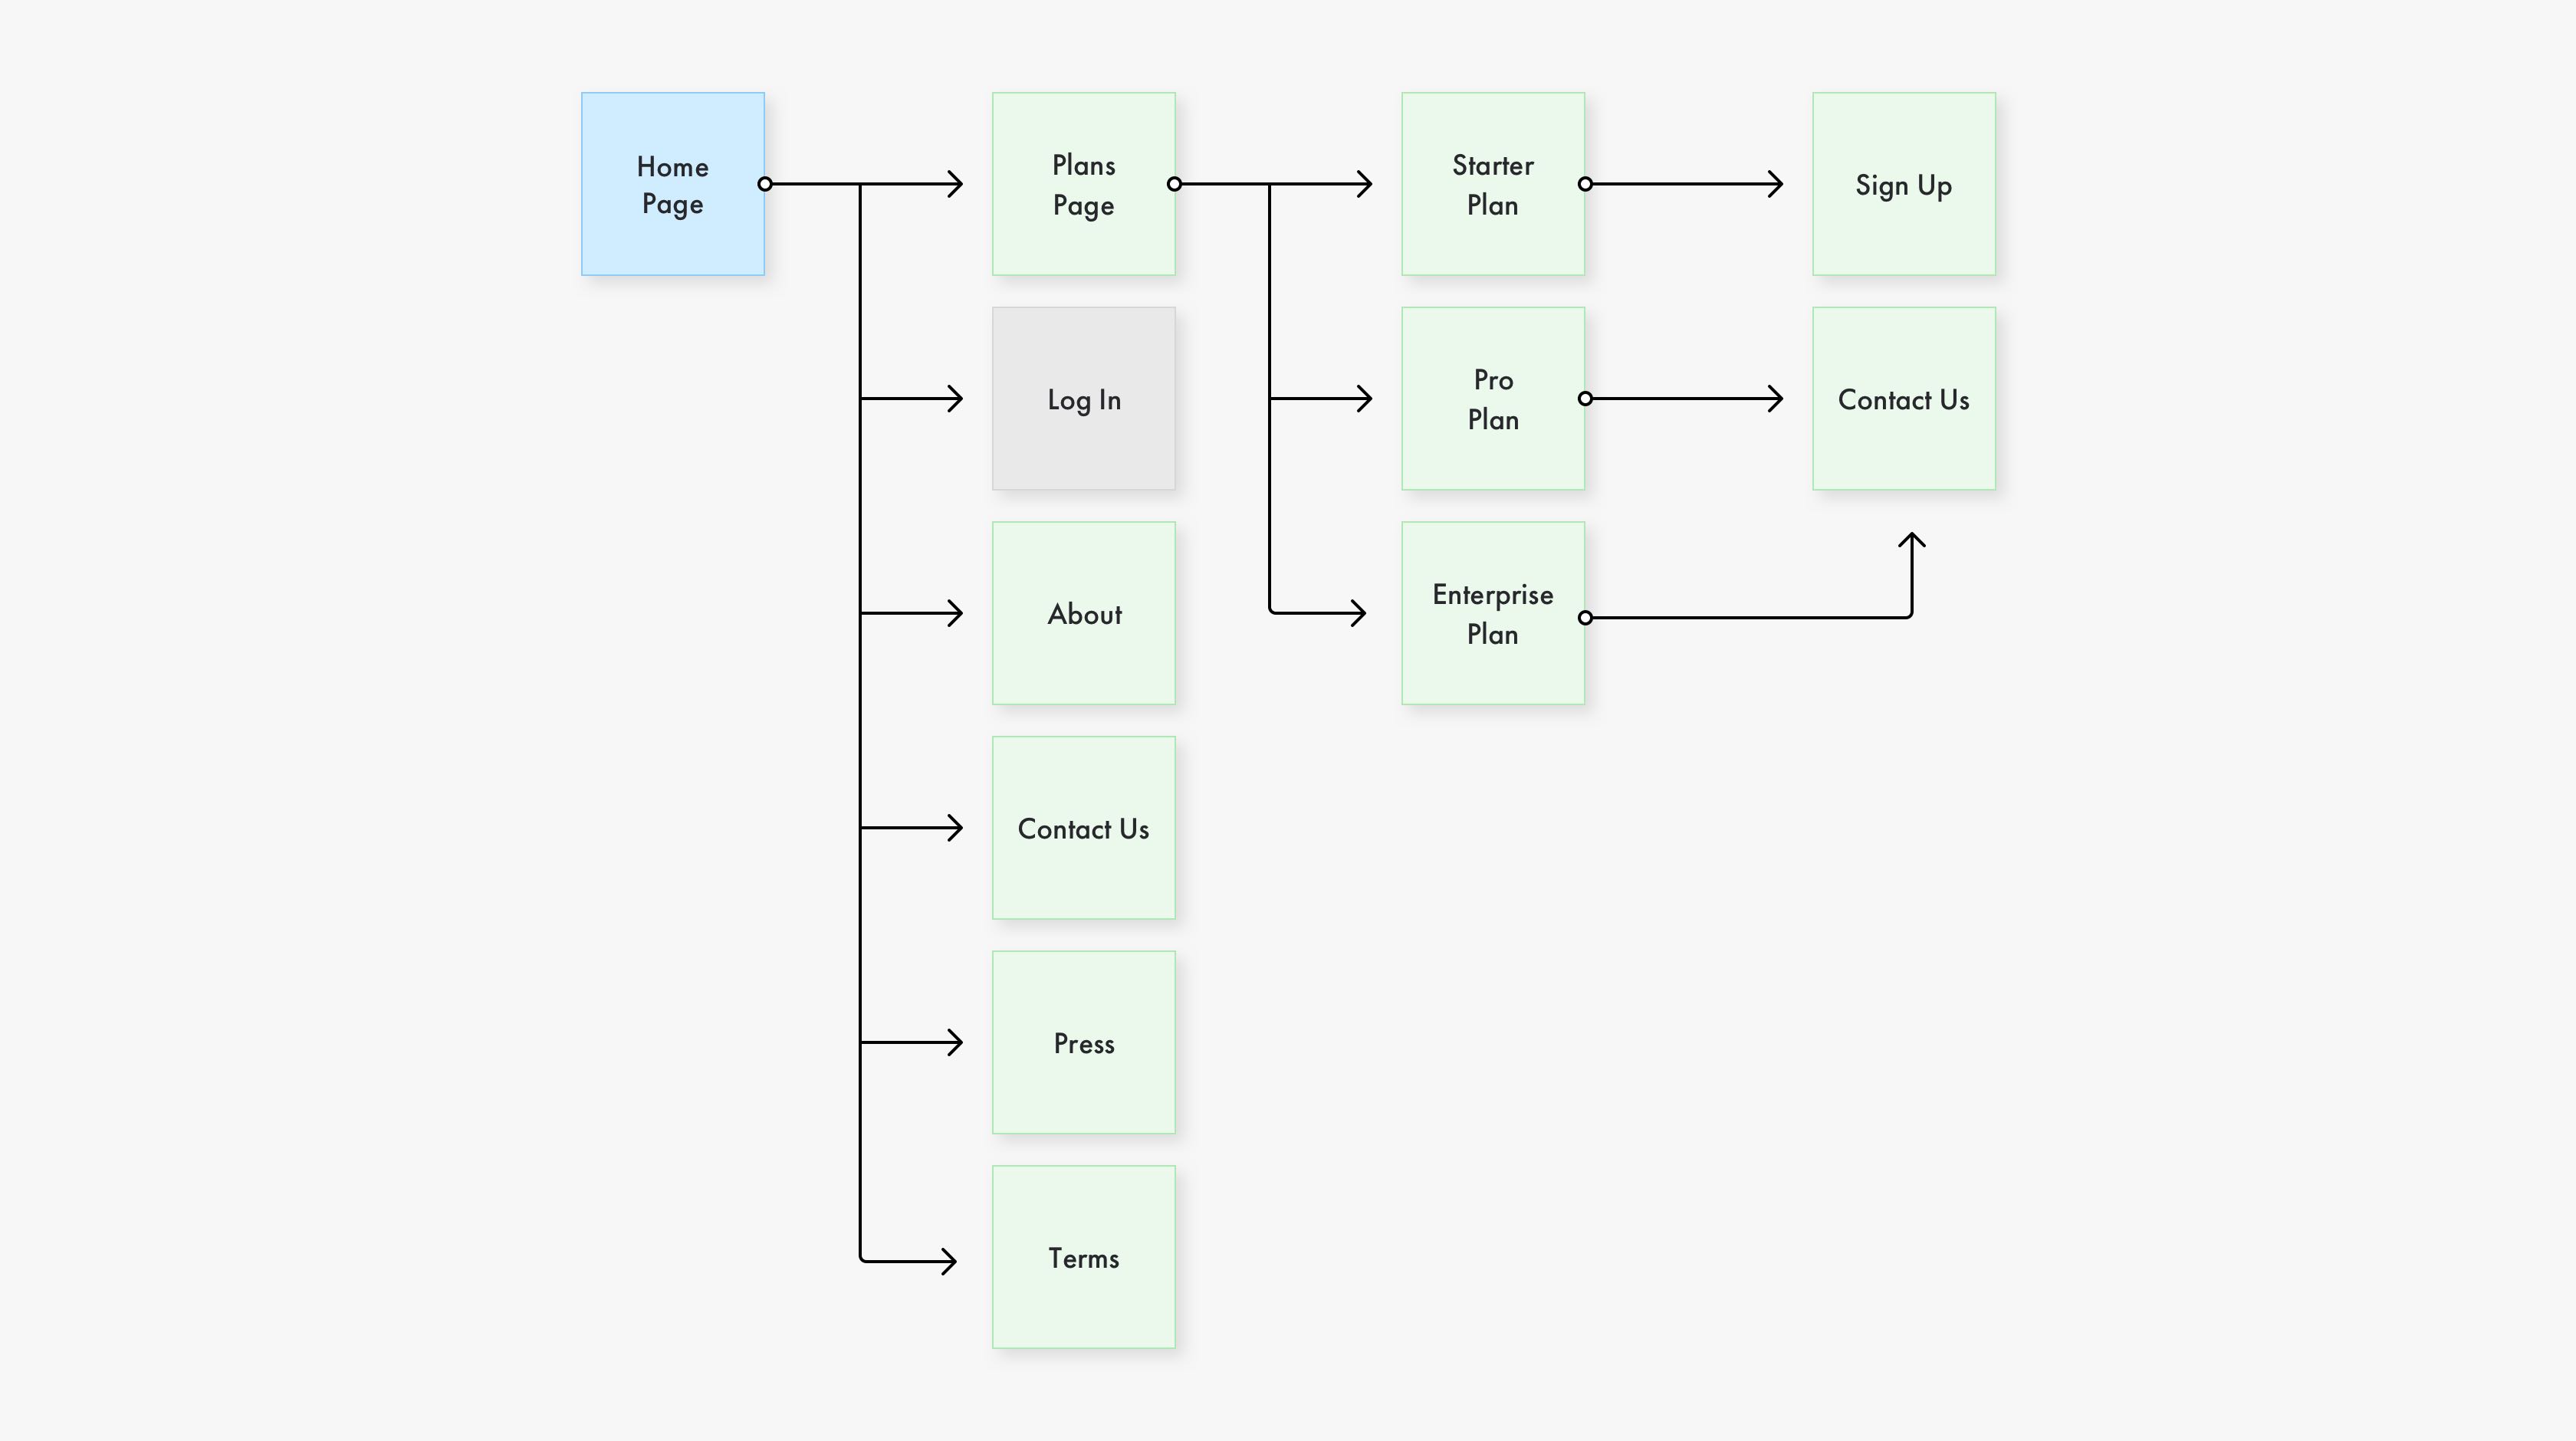 Home
Page
Plans
Page
Starter
Plan
Sign Up
Log In
Pro
Plan
Contact Us
About
Enterprise
Plan
Contact Us
Press
Terms